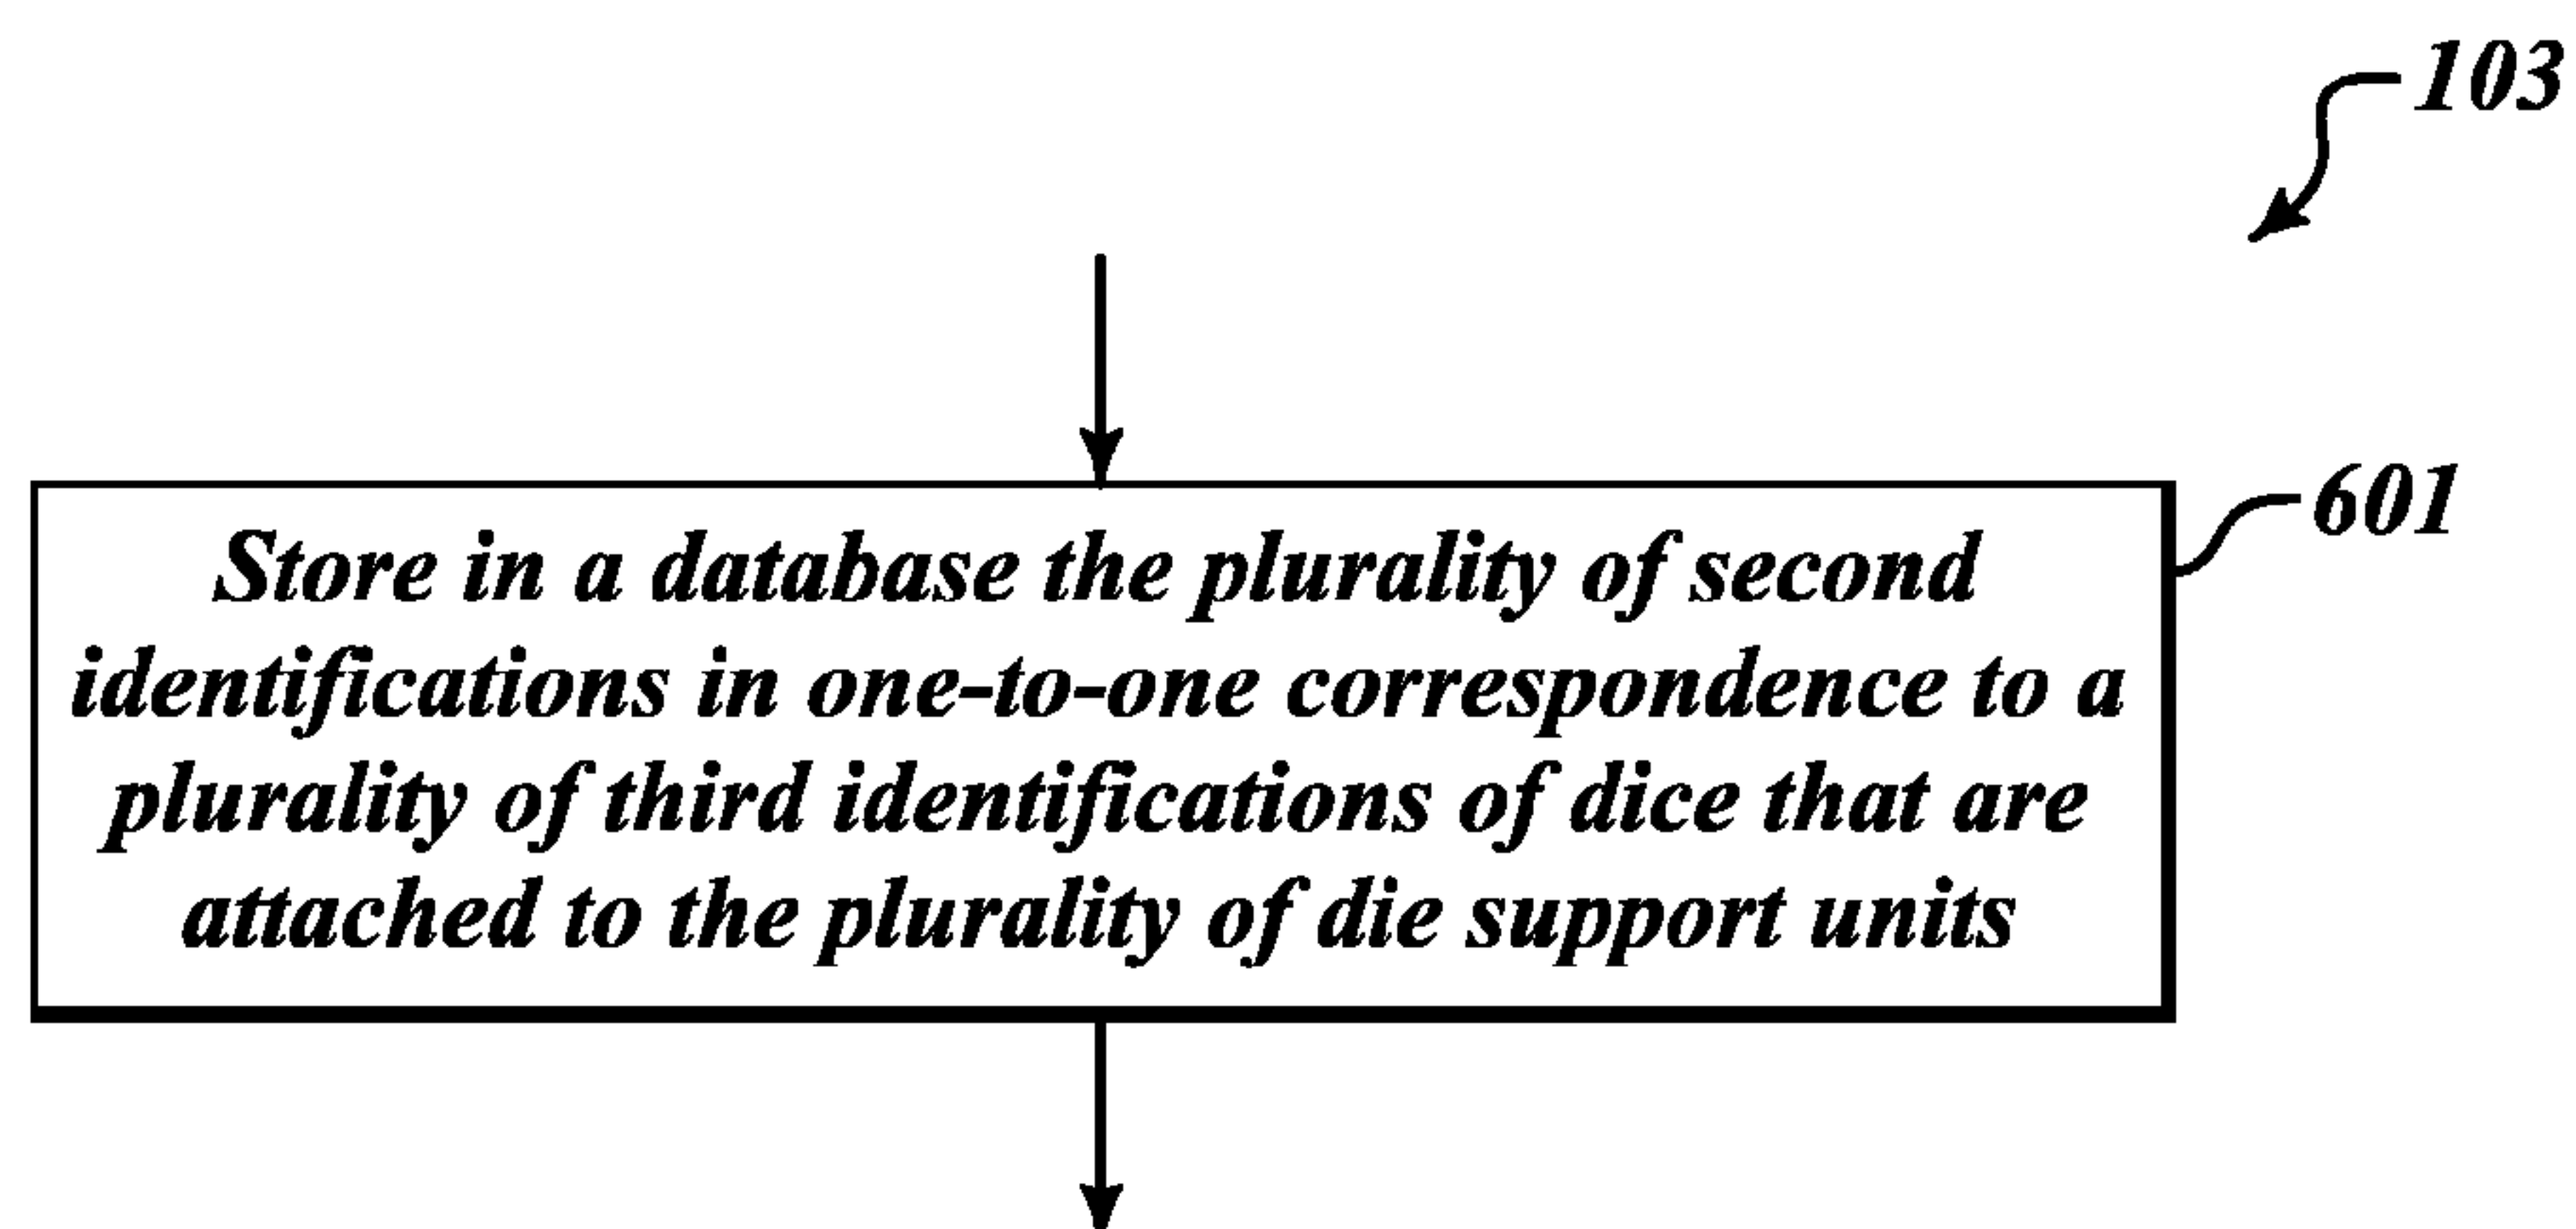 103
601
Store in a database the plurality of second
identifications in one-to-one correspondence to a
plurality of third identifications of dice that are
attached to the plurality of die support units